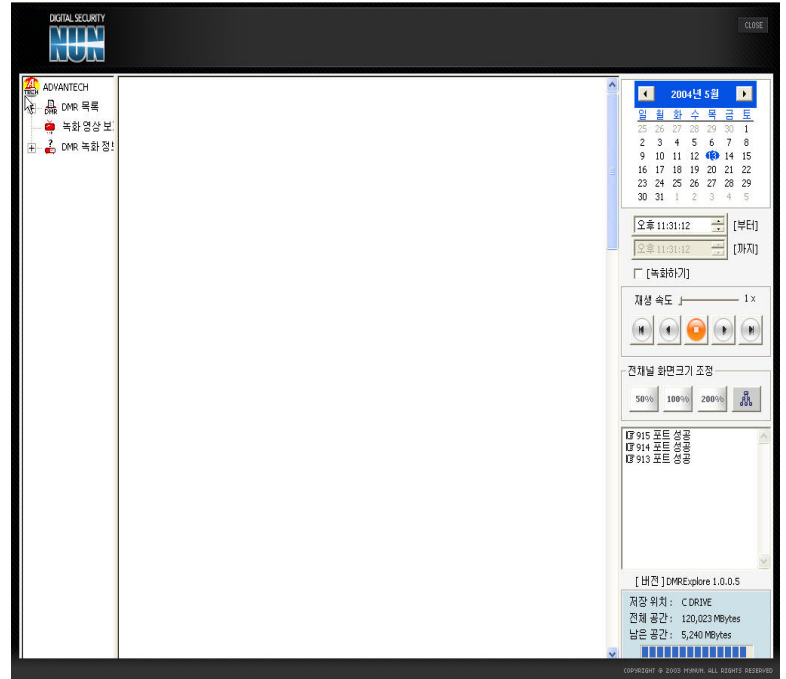 DIGITAL SECURITY
NUN
CLOSE
ADVANTECH
DMR 목록
녹화 영상 보
DMR 녹화 정
2004년 5월
일 월 화 수 목 금 토
25 26 27 28 29 30 1
2 3 4 5 6 7 8
9 10 11 12 13 14 15
16 17 18 19 20 21 22
23 24 25 26 27 28 29
30 31 1 2 3 4 5
오후 11:31:12 [부터]
오후 11:31:12 [까지]
[녹화하기]
재생 속도 1 x
전채널 화면크기 조정
50% 100% 200%
915 포트 성공
914 포트 성공
913 포트 성공
[ 버전 ] DMRExplore 1.0.0.5
저장 위치 : C DRIVE
전체 공간 : 120,023 MBytes
남은 공간 : 5,240 MBytes
COPYRIGHT © 2003 MYNUN. ALL RIGHTS RESERVED